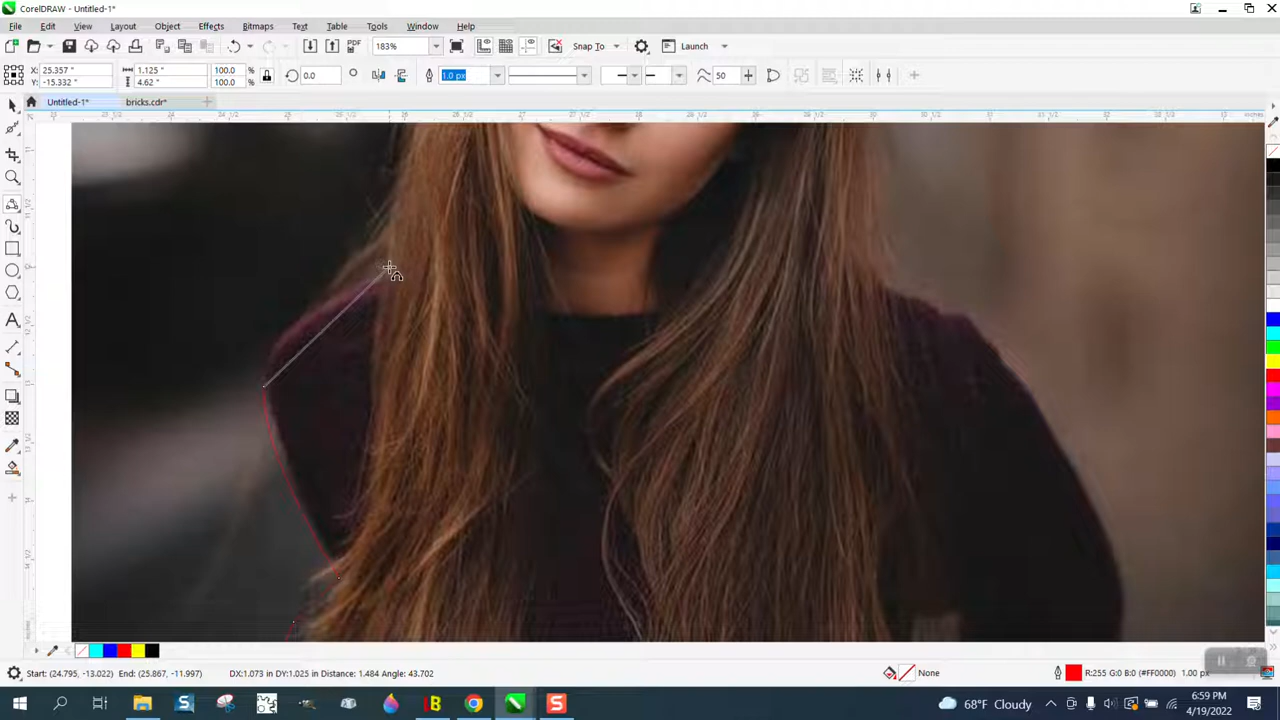 CorelDRAW - Untitled-1*
File Edit View Layout Object Effects Bitmaps Text Table Tools Window Help
PDF 183% Snap To Launch
X: 25.357" 1.125" 100.0 % 0.0 1.0 px 50
Y: -15.332" 4.62" 100.0 %
Untitled-1* bricks.cdr*
inches
Start: (24.795, -13.022) End: (25.867, -11.997) DX:1.073 in DY:1.025 in Distance: 1.484 Angle: 43.702 None R:255 G:0 B:0 (#FF0000) 1.00 px
68°F Cloudy 6:59 PM
4/19/2022